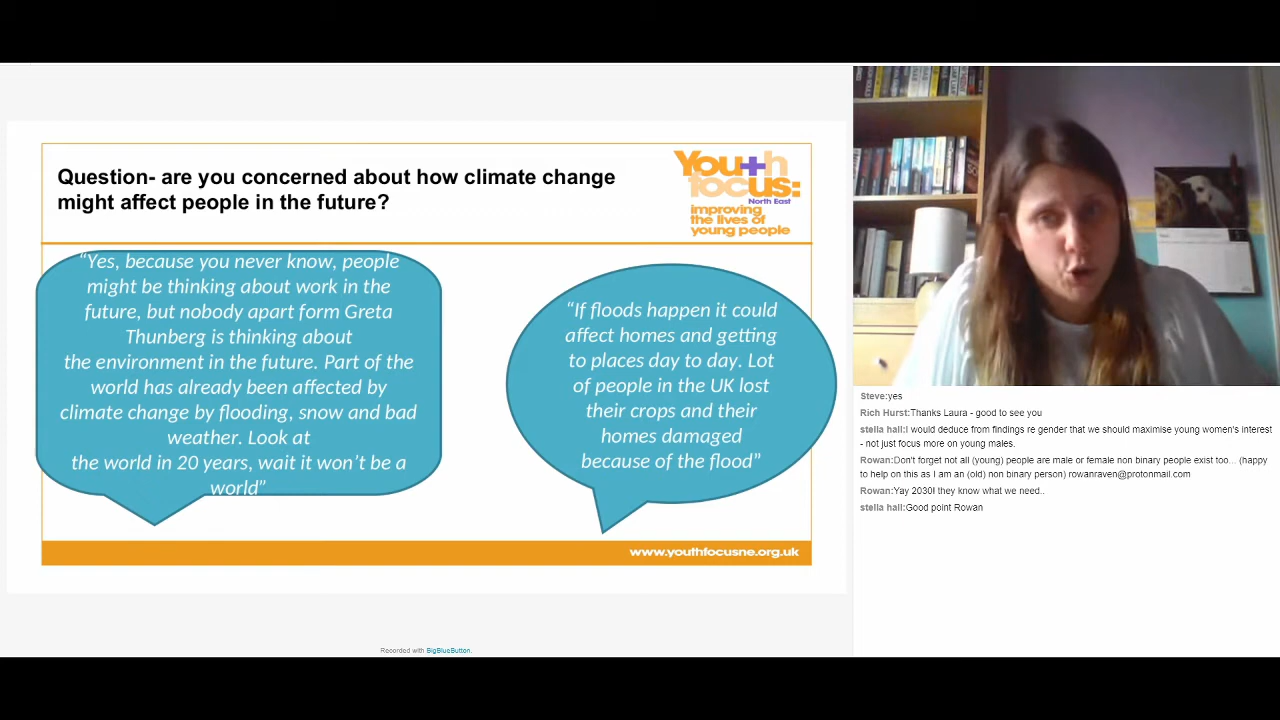 Question- are you concerned about how climate change
might affect people in the future?
You+h
focus:
North East
improving
the lives of
young people
“Yes, because you never know, people
might be thinking about work in the
future, but nobody apart form Greta
Thunberg is thinking about
the environment in the future. Part of the
world has already been affected by
climate change by flooding, snow and bad
weather. Look at
the world in 20 years, wait it won’t be a
world”
“If floods happen it could
affect homes and getting
to places day to day. Lot
of people in the UK lost
their crops and their
homes damaged
because of the flood”
www.youthfocusne.org.uk
Recorded with BigBlueButton.
Steve:yes
Rich Hurst:Thanks Laura - good to see you
stella hall:I would deduce from findings re gender that we should maximise young women's interest
- not just focus more on young males.
Rowan:Don't forget not all (young) people are male or female non binary people exist too... (happy
to help on this as I am an (old) non binary person) rowanraven@protonmail.com
Rowan:Yay 2030! they know what we need..
stella hall:Good point Rowan